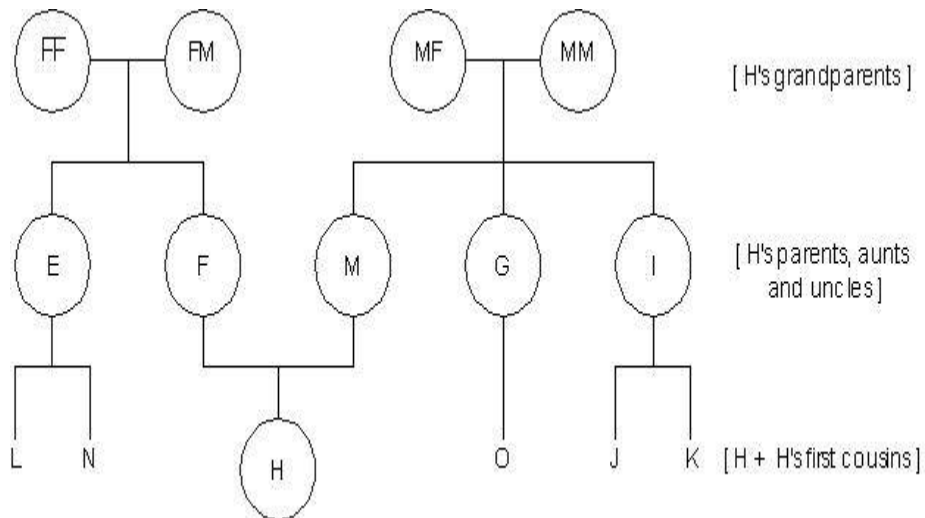 FF FM MF MM [ H's grandparents ]
E F M G I [ H's parents, aunts
and uncles ]
L N H O J K [ H + H's first cousins ]